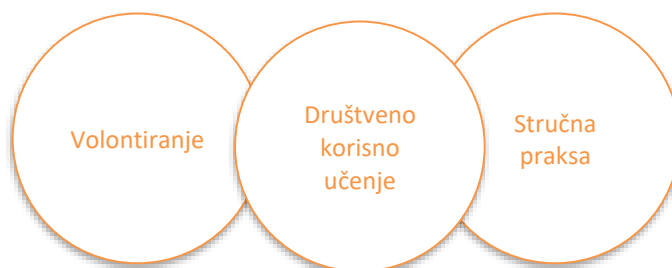 Volontiranje
Društveno
korisno
učenje
Stručna
praksa